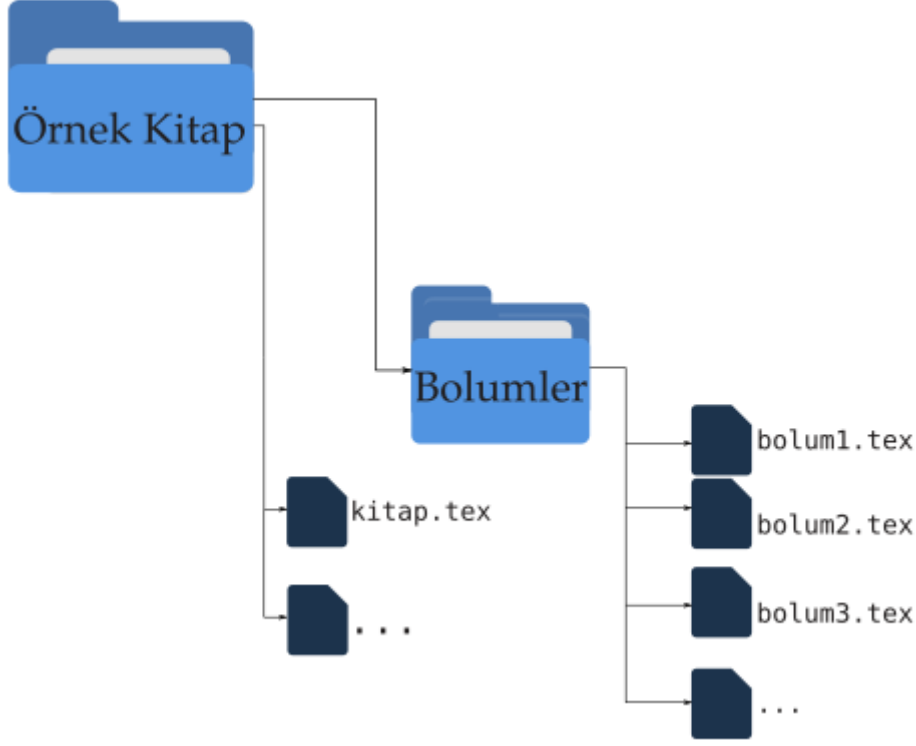 Örnek Kitap
Bolumler
bolum1.tex
kitap.tex
bolum2.tex
bolum3.tex
...
...